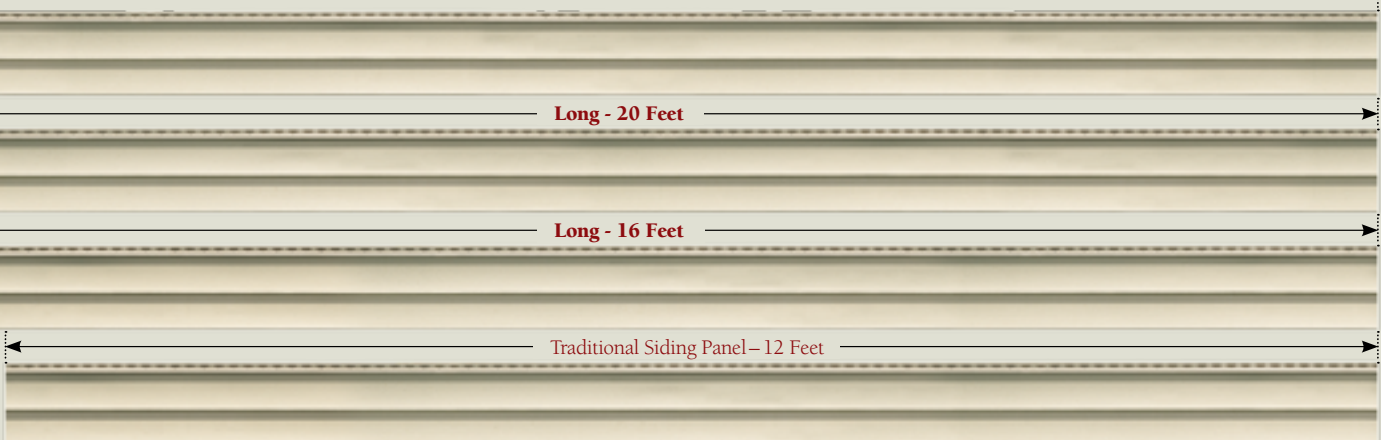 Long - 20 Feet
Long - 16 Feet
Traditional Siding Panel – 12 Feet